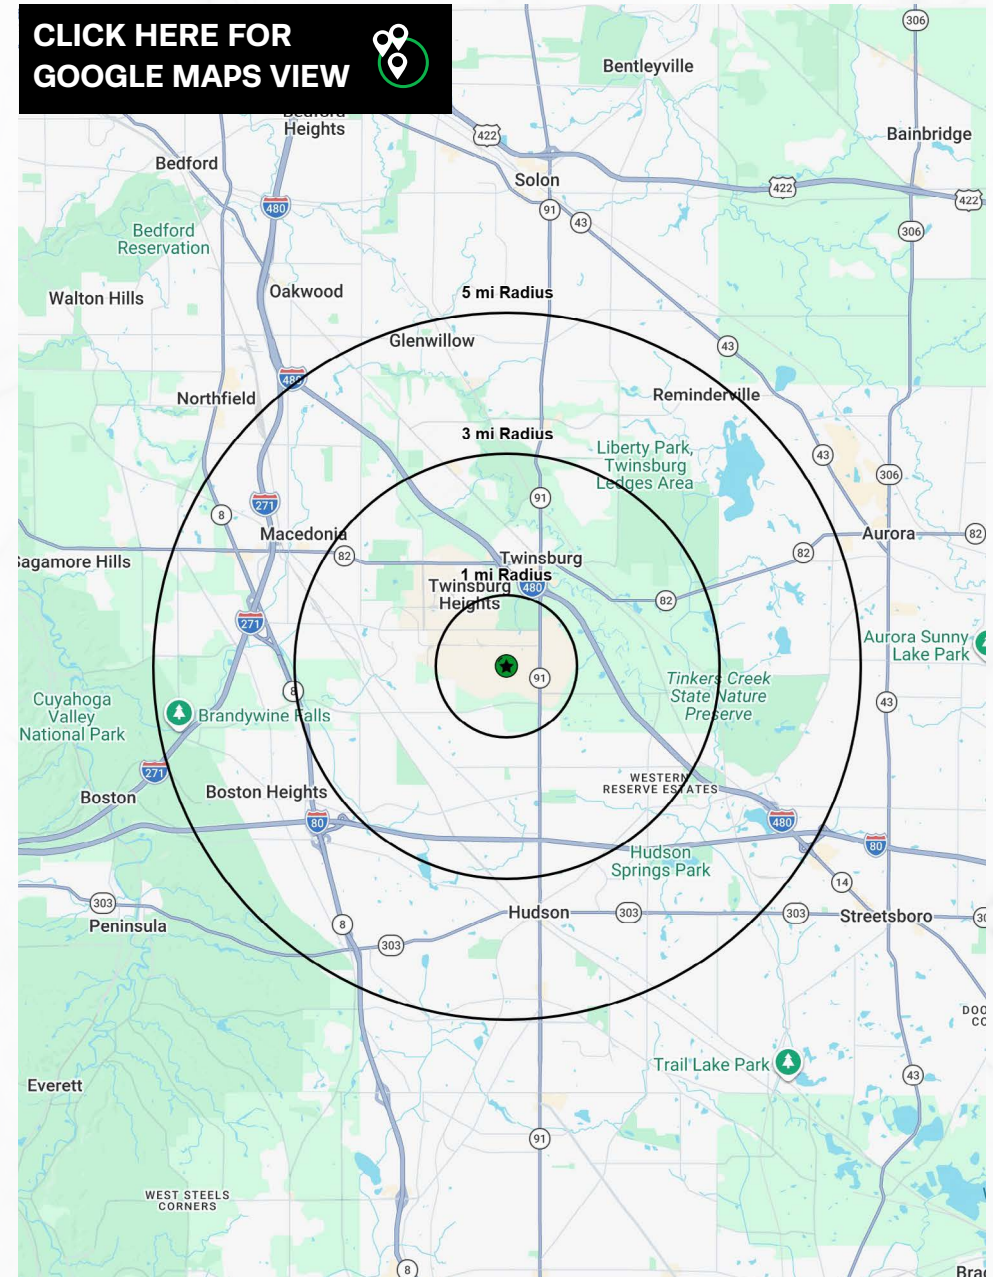 CLICK HERE FOR
GOOGLE MAPS VIEW
306
Bentleyville
Bedford
Heights
422
Bainbridge
Bedford
Solon
422
422
480
91
43
306
Bedford
Reservation
Walton Hills
Oakwood
5 mi Radius
Glenwillow
43
480
Northfield
Reminderville
3 mi Radius
Liberty Park,
Twinsburg
Ledges Area
43
306
91
271
8
Macedonia
82
Aurora
82
82
Sagamore Hills
Twinsburg
1 mi Radius
Twinsburg
Heights
480
82
271
Aurora Sunny
Lake Park
91
Tinkers Creek
State Nature
Preserve
8
43
Cuyahoga
Valley
National Park
Brandywine Falls
271
WESTERN
RESERVE ESTATES
Boston
Boston Heights
80
480
80
Hudson
Springs Park
14
303
Hudson
303
303
Streetsboro
30
Peninsula
8
303
DOO
CO
Trail Lake Park
Everett
43
91
WEST STEELS
CORNERS
8
Brad